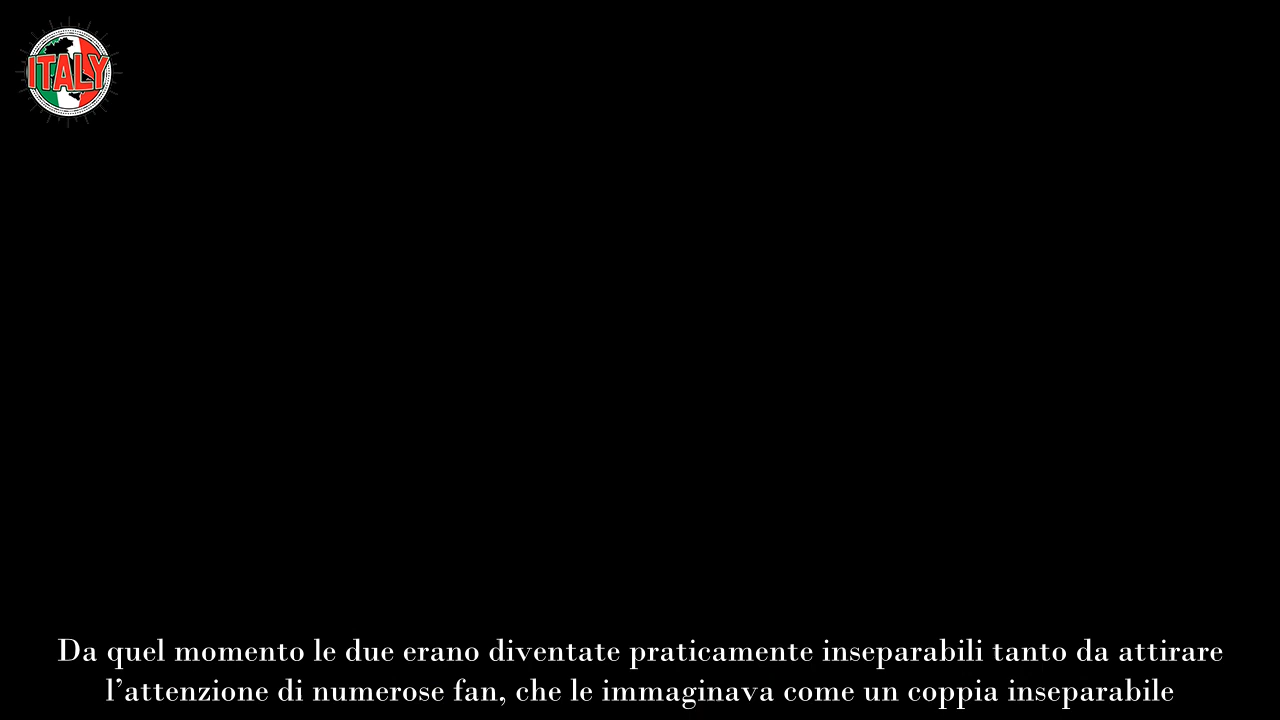 ITALY
Da quel momento le due erano diventate praticamente inseparabili tanto da attirare
l’attenzione di numerose fan, che le immaginava come un coppia inseparabile